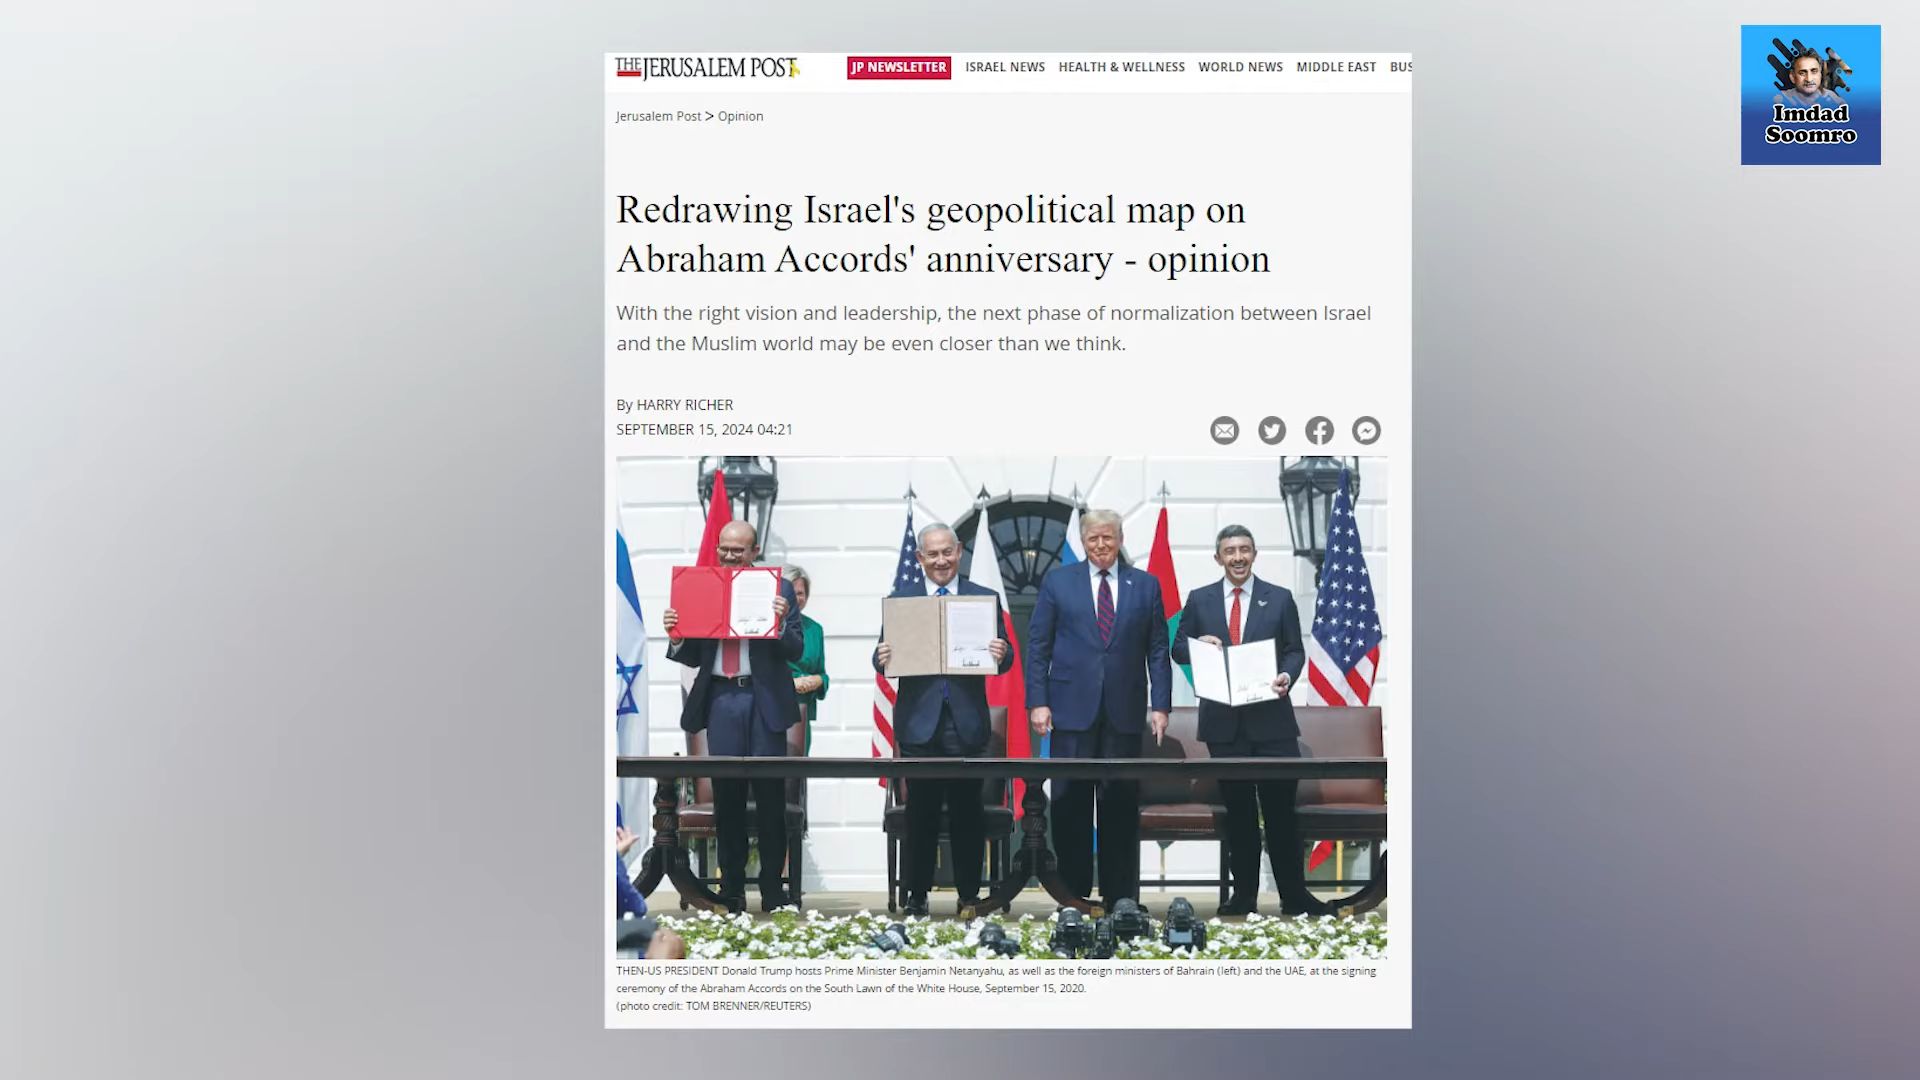 THE JERUSALEM POST
JP NEWSLETTER ISRAEL NEWS HEALTH & WELLNESS WORLD NEWS MIDDLE EAST BUS
Imdad
Soomro
Jerusalem Post > Opinion
Redrawing Israel's geopolitical map on
Abraham Accords' anniversary - opinion
With the right vision and leadership, the next phase of normalization between Israel
and the Muslim world may be even closer than we think.
By HARRY RICHER
SEPTEMBER 15, 2024 04:21
THEN-US PRESIDENT Donald Trump hosts Prime Minister Benjamin Netanyahu, as well as the foreign ministers of Bahrain (left) and the UAE, at the signing
ceremony of the Abraham Accords on the South Lawn of the White House, September 15, 2020.
(photo credit: TOM BRENNER/REUTERS)